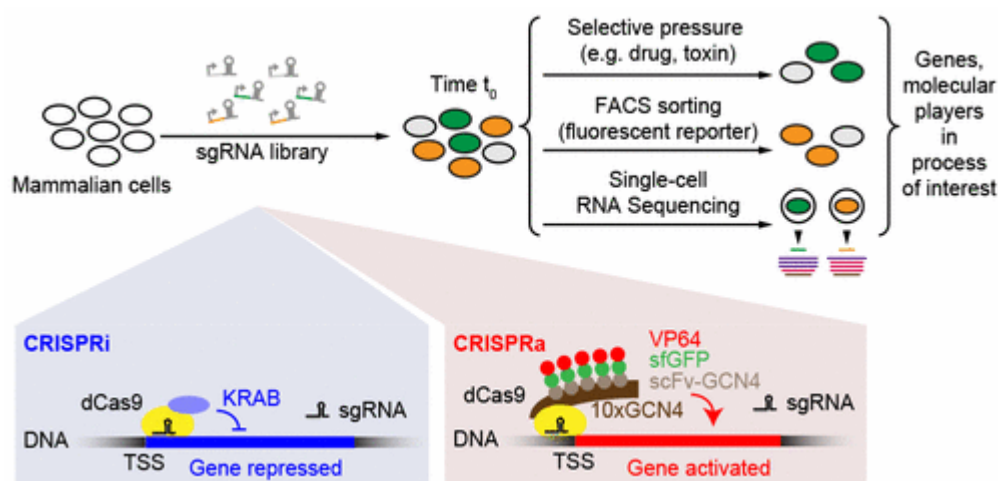 Mammalian cells
sgRNA library
Time t0
Selective pressure
(e.g. drug, toxin)
FACS sorting
(fluorescent reporter)
Single-cell
RNA Sequencing
Genes,
molecular
players
in
process
of interest
CRISPRi
dCas9
KRAB
sgRNA
DNA
TSS
Gene repressed
CRISPRa
VP64
sfGFP
scFv-GCN4
dCas9
10xGCN4
sgRNA
DNA
TSS
Gene activated